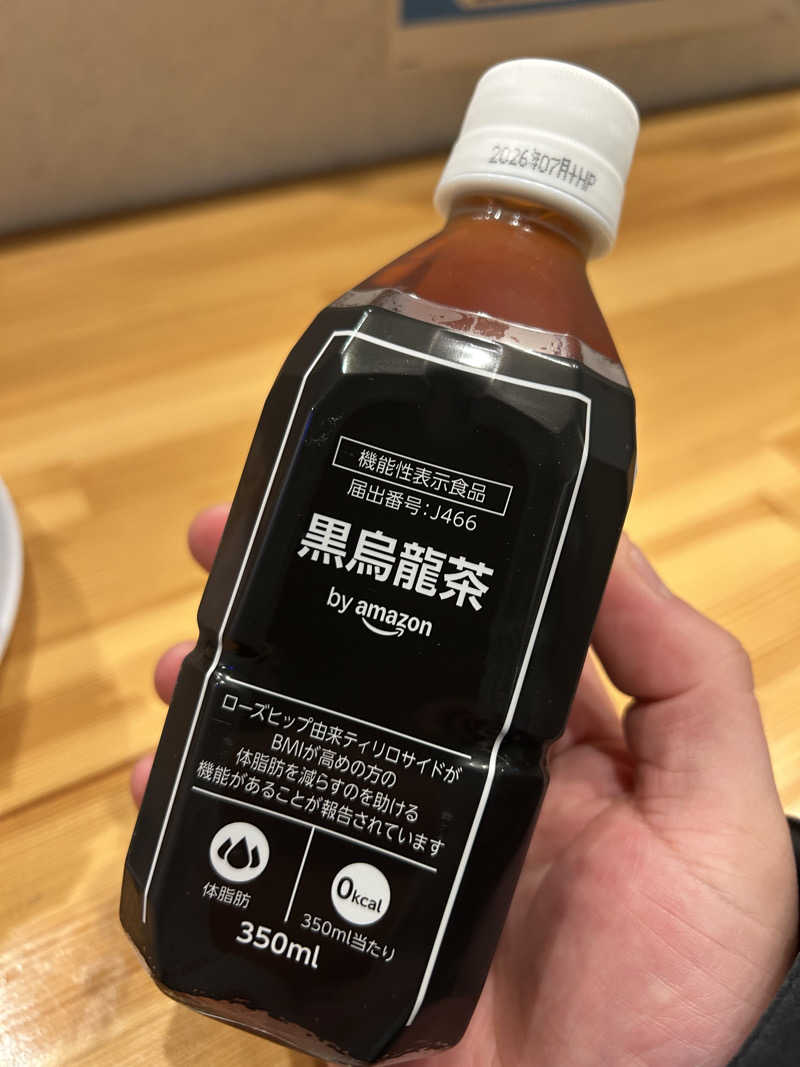 2026年07月+HP
機能性表示食品
届出番号:J466
黒烏龍茶
by amazon
ローズヒップ由来ティリロサイドが
BMIが高めの方の
体脂肪を減らすのを助ける
機能があることが報告されています
体脂肪
0kcal
350ml当たり
350ml